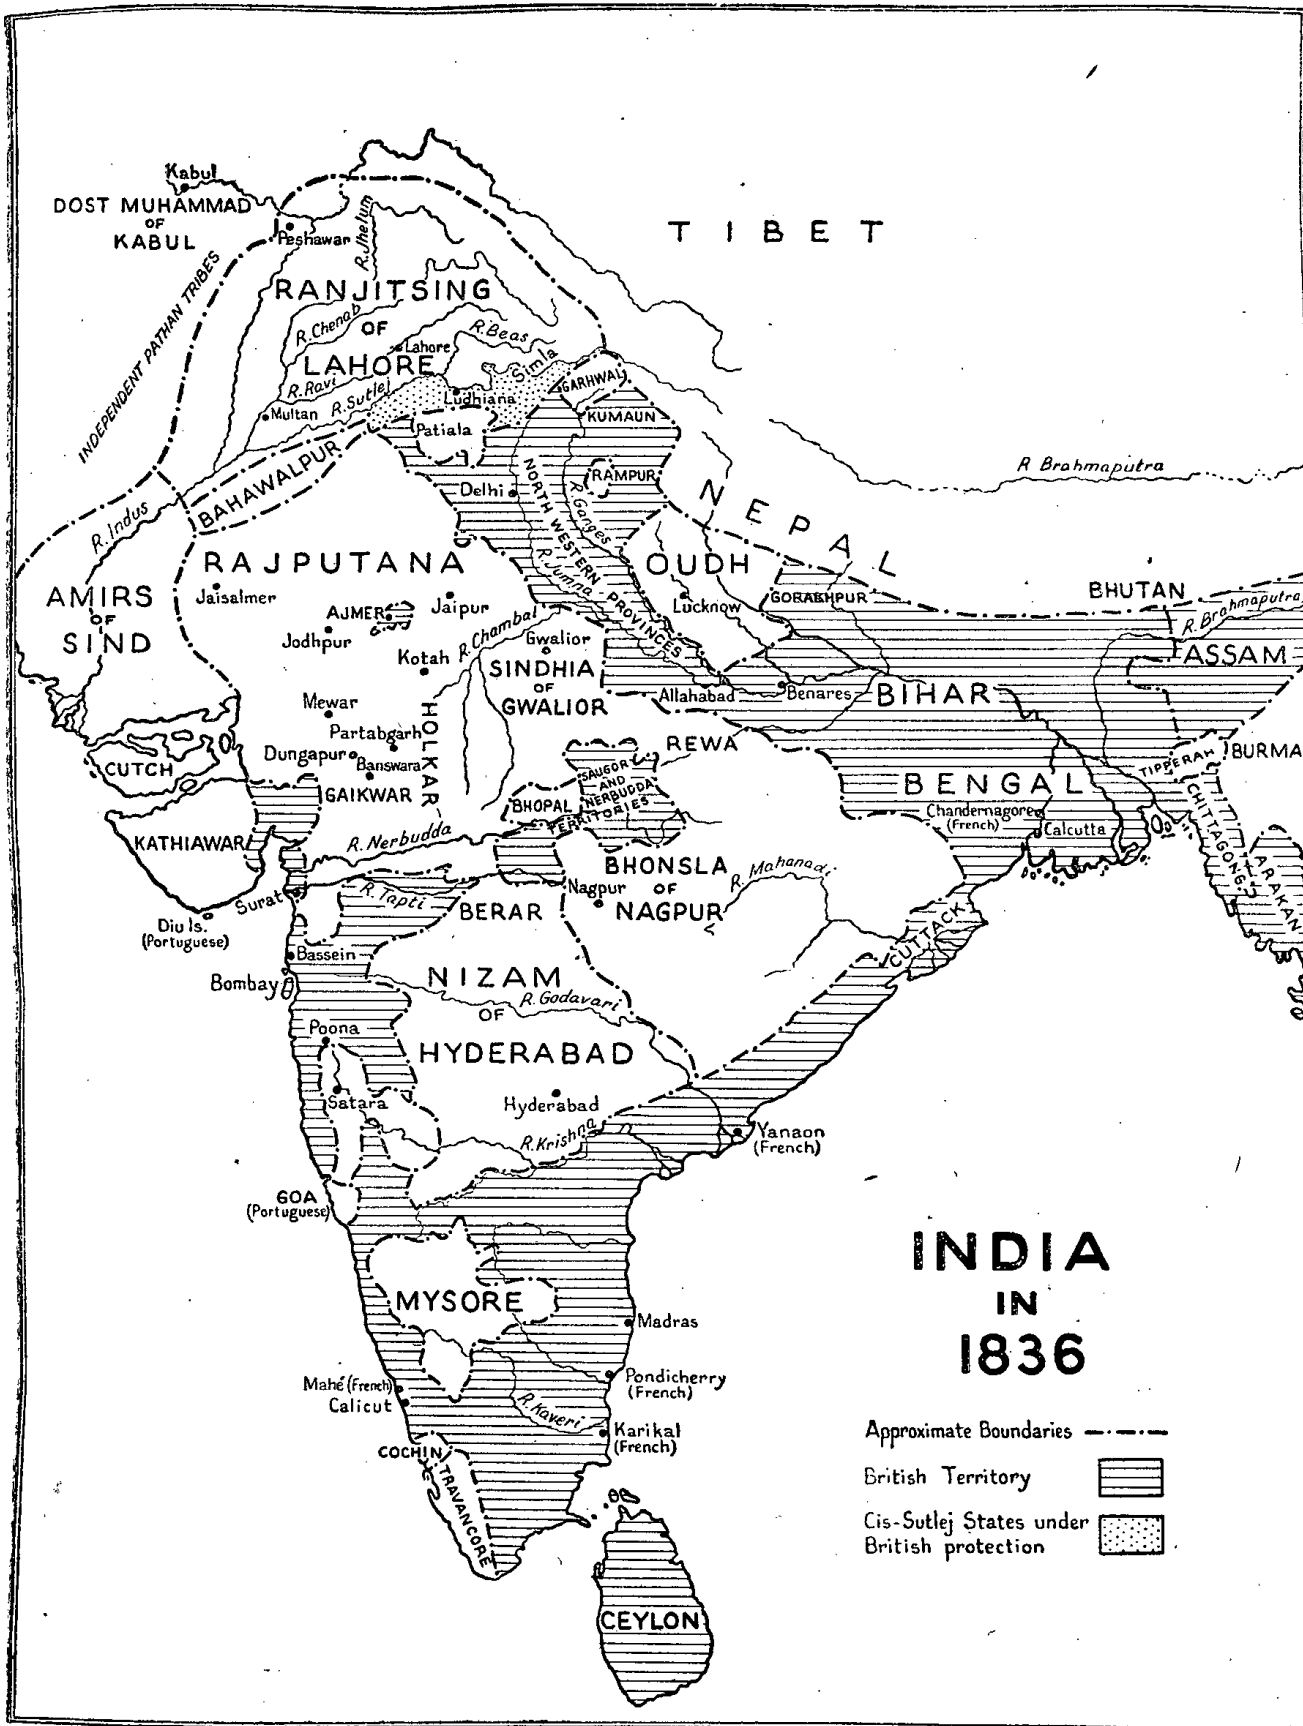 Kabul
DOST MUHAMMAD
OF
KABUL
Peshawar
R. Jhelum
TIBET
INDEPENDENT PATHAN TRIBES
RANJITSING
OF
LAHORE
R. Chenab
R. Beas
Lahore
Simla
R. Ravi
R. Sutlej
Ludhiana
Multan
Patiala
GARHWAL
KUMAUN
BAHAWALPUR
RAMPUR
Delhi
NORTH WESTERN PROVINCES
R. Ganges
R. Jumna
R Brahmaputra
NEPAL
R. Indus
RAJPUTANA
OUDH
AMIRS
OF
SIND
Jaisalmer
AJMER
Jaipur
Jodhpur
Lucknow
GORAKHPUR
BHUTAN
R. Brahmaputra
ASSAM
Kotah
R. Chambal
Gwalior
SINDHIA
OF
GWALIOR
Allahabad
Benares
BIHAR
Mewar
Partabgarh
Dungapur
Banswara
HOLKAR
REWA
CUTCH
GAIKWAR
KATHIAWAR
BHOPAL
SAUGOR
AND
NERBUDDA
TERRITORIES
BENGAL
Chandernagore
(French)
Calcutta
TIPPERAH
BURMA
CHITTAGONG
ARAKAN
R. Nerbudda
BHONSLA
OF
NAGPUR
Nagpur
R. Mahanadi
Surat
R. Tapti
BERAR
Diu Is.
(Portuguese)
CUTTACK
Bassein
Bombay
NIZAM
OF
HYDERABAD
R. Godavari
Poona
Satara
Hyderabad
R. Krishna
Yanaon
(French)
GOA
(Portuguese)
MYSORE
Madras
Mahé (French)
Calicut
Pondicherry
(French)
R. Kaveri
Karikal
(French)
COCHIN
TRAVANCORE
CEYLON
INDIA
IN
1836
Approximate Boundaries
British Territory
Cis-Sutlej States under
British protection